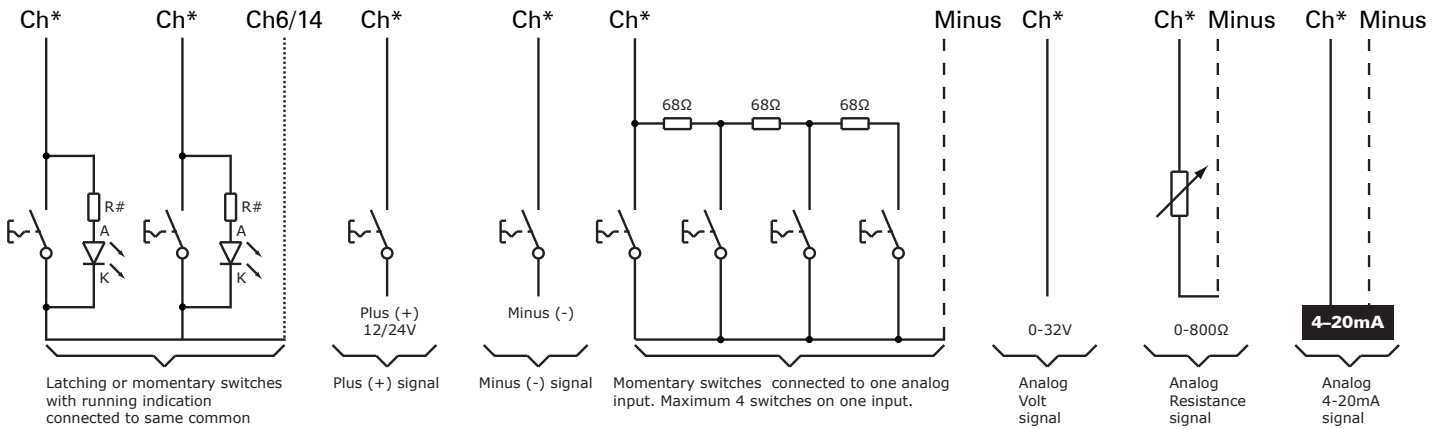 Ch* Ch* Ch6/14 Ch* Ch* Ch* Minus Ch* Ch* Minus Ch* Minus
68Ω 68Ω 68Ω
R# R#
A A
K K
Plus (+)
12/24V
Minus (-)
0-32V
0-800Ω
4–20mA
Latching or momentary switches
with running indication
connected to same common
Plus (+) signal
Minus (-) signal
Momentary switches connected to one analog
input. Maximum 4 switches on one input.
Analog
Volt
signal
Analog
Resistance
signal
Analog
4-20mA
signal